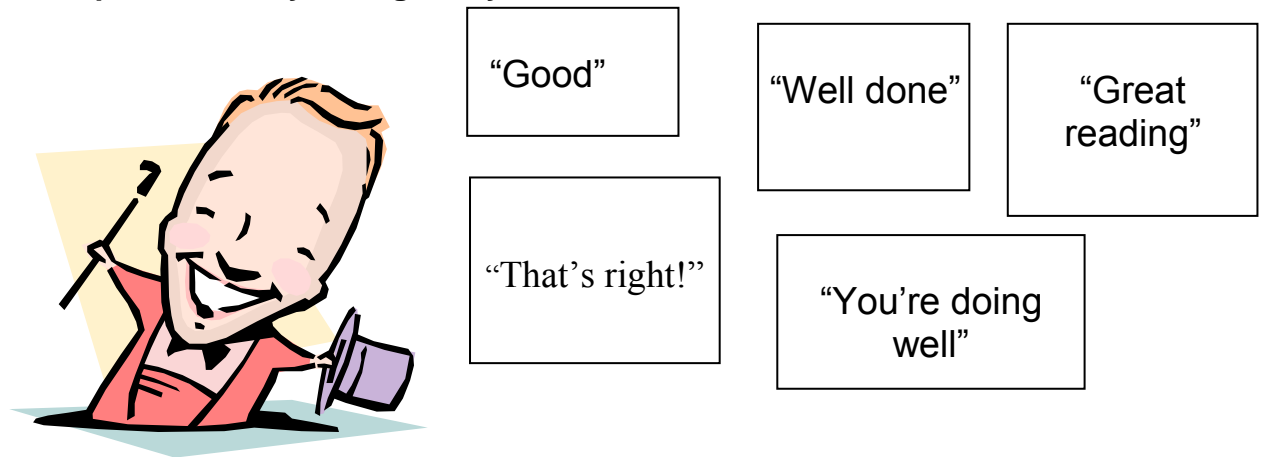 “Good”
“Well done”
“Great
reading”
“That’s right!”
“You’re doing
well”